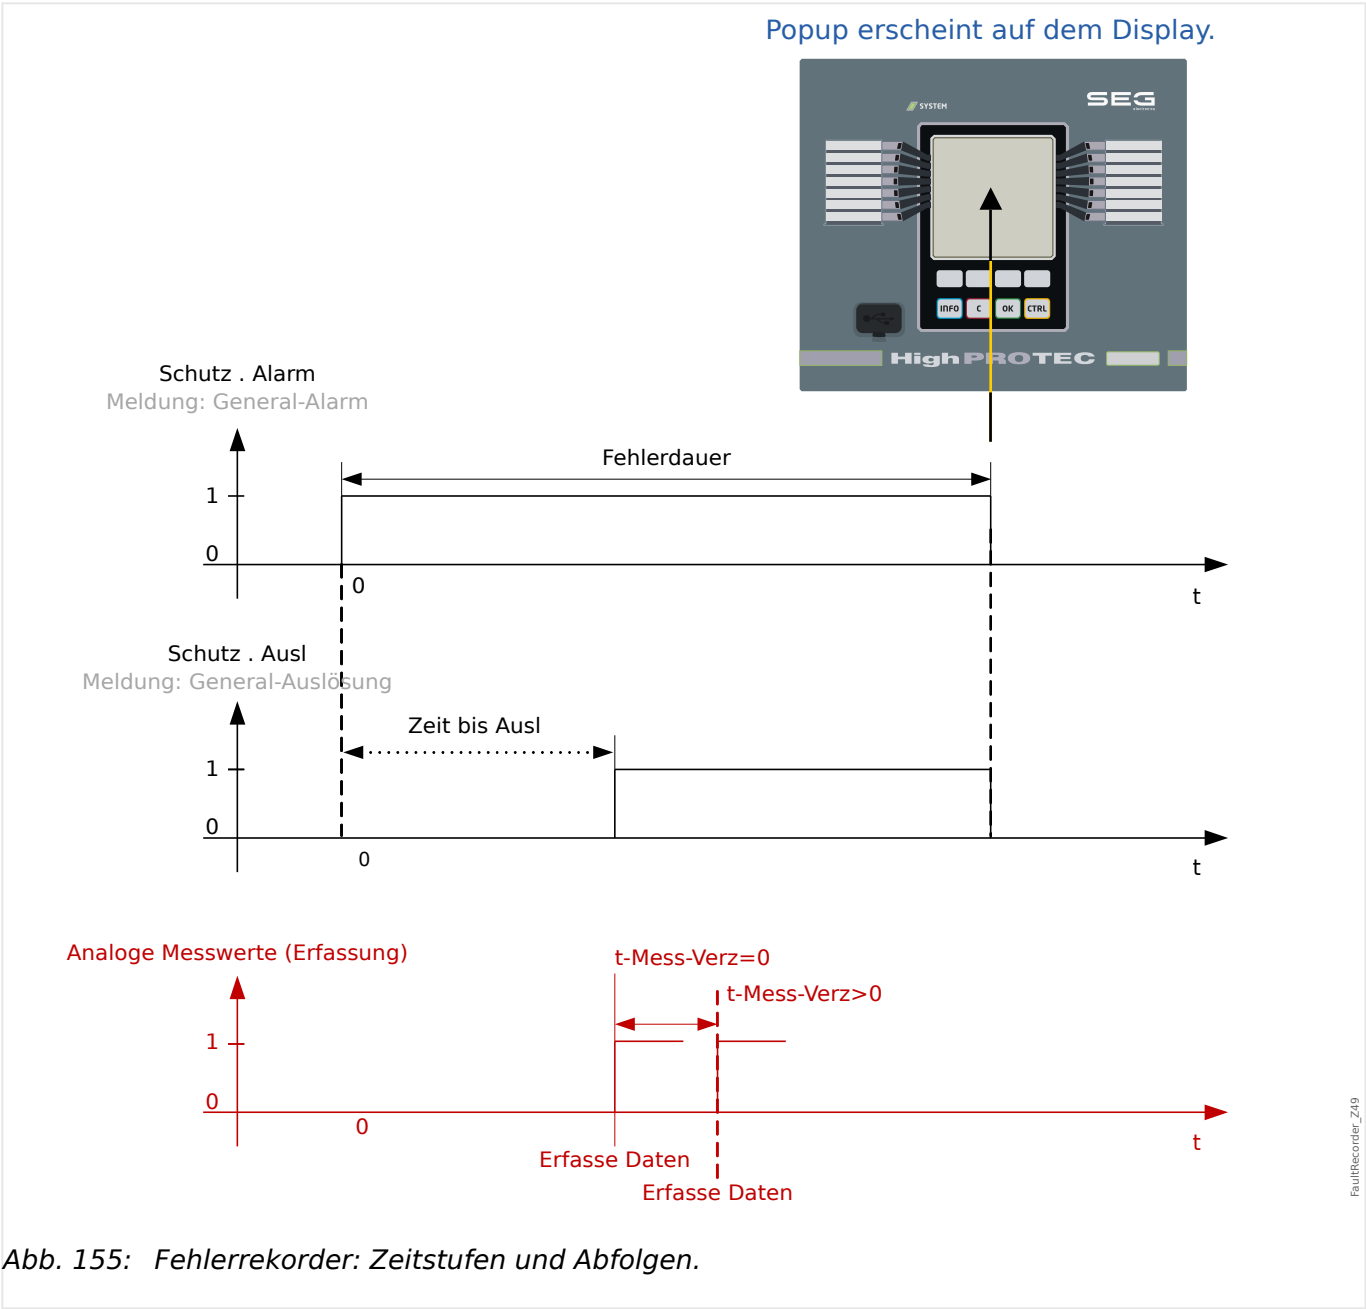 Popup erscheint auf dem Display.
SYSTEM
SEG
INFO
C
OK
CTRL
HighPROTEC
Schutz . Alarm
Meldung: General-Alarm
Fehlerdauer
1
0
0
t
Schutz . Ausl
Meldung: General-Auslösung
Zeit bis Ausl
1
0
0
t
Analoge Messwerte (Erfassung)
t-Mess-Verz=0
t-Mess-Verz>0
1
0
0
t
Erfasse Daten
Erfasse Daten
FaultRecorder_Z49
Abb. 155: Fehlerrekorder: Zeitstufen und Abfolgen.